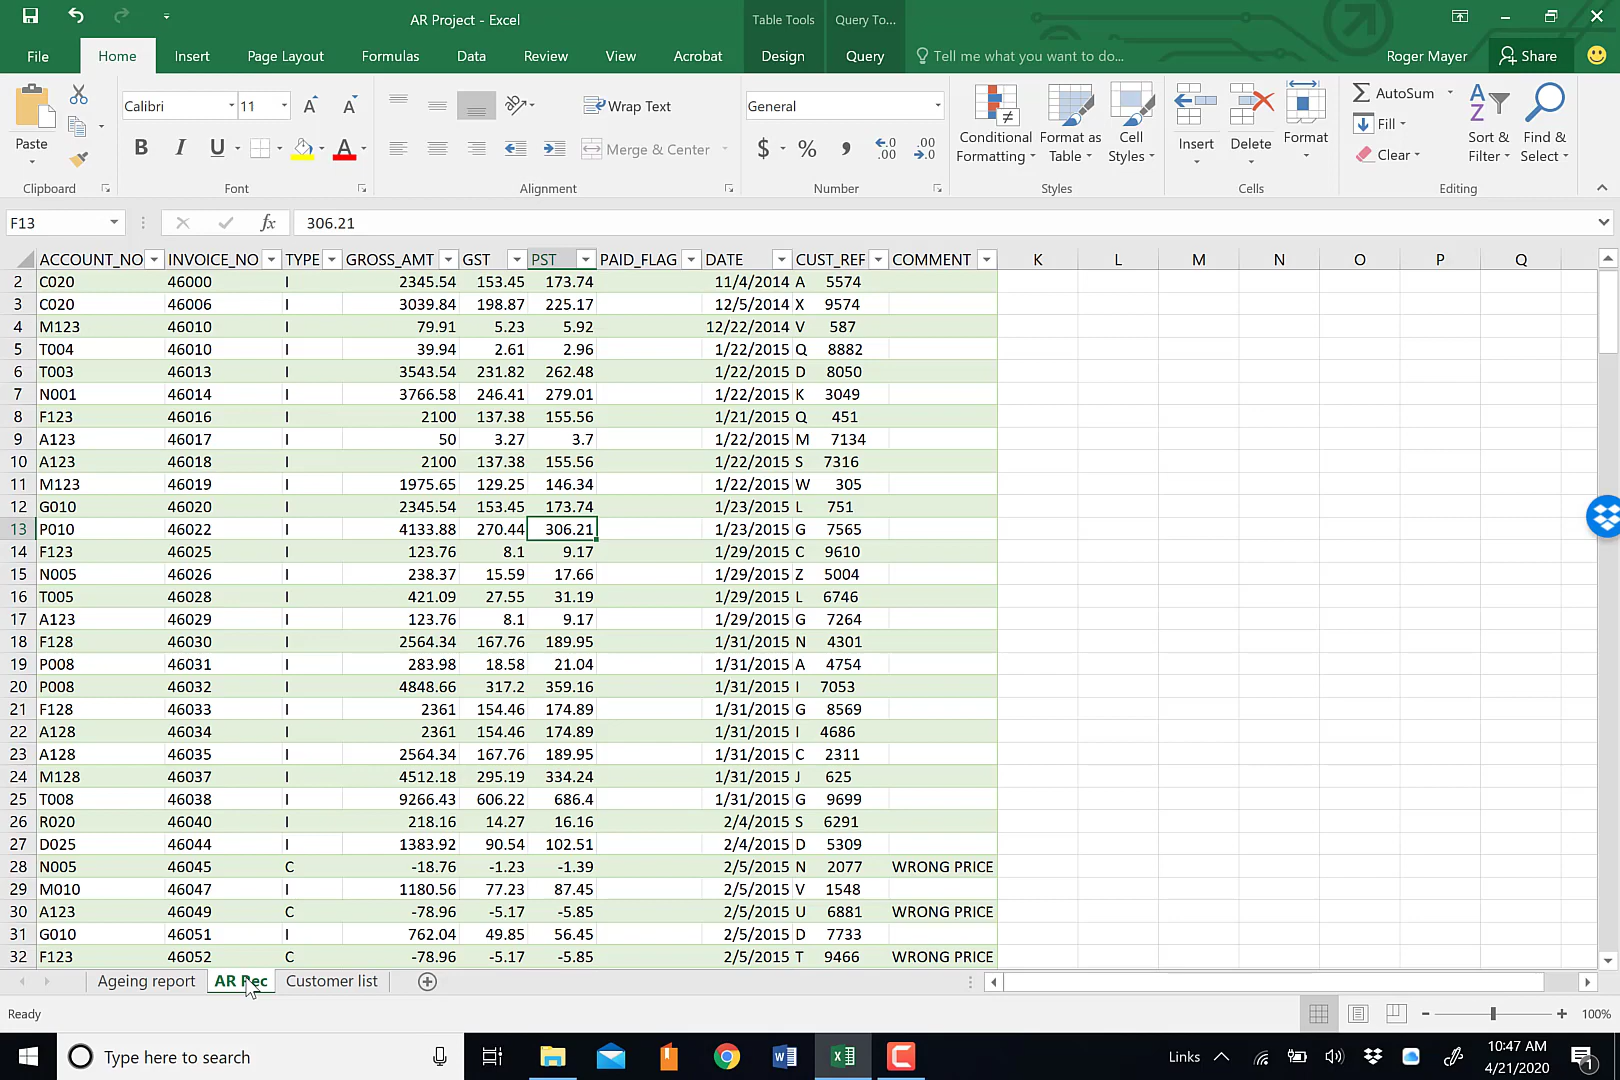 AR Project - Excel
Table Tools
Query To...
File
Home
Insert
Page Layout
Formulas
Data
Review
View
Acrobat
Design
Query
Tell me what you want to do...
Roger Mayer
Share
Paste
Calibri
11
A
A
B I U A
Wrap Text
Merge & Center
General
$ % ,
Conditional Formatting
Format as Table
Cell Styles
Insert
Delete
Format
AutoSum
Fill
Clear
Sort & Filter
Find & Select
Clipboard
Font
Alignment
Number
Styles
Cells
Editing
F13
fx
306.21
ACCOUNT_NO INVOICE_NO TYPE GROSS_AMT GST PST PAID_FLAG DATE CUST_REF COMMENT K L M N O P Q
2 C020 46000 I 2345.54 153.45 173.74 11/4/2014 A 5574
3 C020 46006 I 3039.84 198.87 225.17 12/5/2014 X 9574
4 M123 46010 I 79.91 5.23 5.92 12/22/2014 V 587
5 T004 46010 I 39.94 2.61 2.96 1/22/2015 Q 8882
6 T003 46013 I 3543.54 231.82 262.48 1/22/2015 D 8050
7 N001 46014 I 3766.58 246.41 279.01 1/22/2015 K 3049
8 F123 46016 I 2100 137.38 155.56 1/21/2015 Q 451
9 A123 46017 I 50 3.27 3.7 1/22/2015 M 7134
10 A123 46018 I 2100 137.38 155.56 1/22/2015 S 7316
11 M123 46019 I 1975.65 129.25 146.34 1/22/2015 W 305
12 G010 46020 I 2345.54 153.45 173.74 1/23/2015 L 751
13 P010 46022 I 4133.88 270.44 306.21 1/23/2015 G 7565
14 F123 46025 I 123.76 8.1 9.17 1/29/2015 C 9610
15 N005 46026 I 238.37 15.59 17.66 1/29/2015 Z 5004
16 T005 46028 I 421.09 27.55 31.19 1/29/2015 L 6746
17 A123 46029 I 123.76 8.1 9.17 1/29/2015 G 7264
18 F128 46030 I 2564.34 167.76 189.95 1/31/2015 N 4301
19 P008 46031 I 283.98 18.58 21.04 1/31/2015 A 4754
20 P008 46032 I 4848.66 317.2 359.16 1/31/2015 I 7053
21 F128 46033 I 2361 154.46 174.89 1/31/2015 G 8569
22 A128 46034 I 2361 154.46 174.89 1/31/2015 I 4686
23 A128 46035 I 2564.34 167.76 189.95 1/31/2015 C 2311
24 M128 46037 I 4512.18 295.19 334.24 1/31/2015 J 625
25 T008 46038 I 9266.43 606.22 686.4 1/31/2015 G 9699
26 R020 46040 I 218.16 14.27 16.16 2/4/2015 S 6291
27 D025 46044 I 1383.92 90.54 102.51 2/4/2015 D 5309
28 N005 46045 C -18.76 -1.23 -1.39 2/5/2015 N 2077 WRONG PRICE
29 M010 46047 I 1180.56 77.23 87.45 2/5/2015 V 1548
30 A123 46049 C -78.96 -5.17 -5.85 2/5/2015 U 6881 WRONG PRICE
31 G010 46051 I 762.04 49.85 56.45 2/5/2015 D 7733
32 F123 46052 C -78.96 -5.17 -5.85 2/5/2015 T 9466 WRONG PRICE
Ageing report
AR Rec
Customer list
Ready
100%
Type here to search
Links
10:47 AM
4/21/2020
1